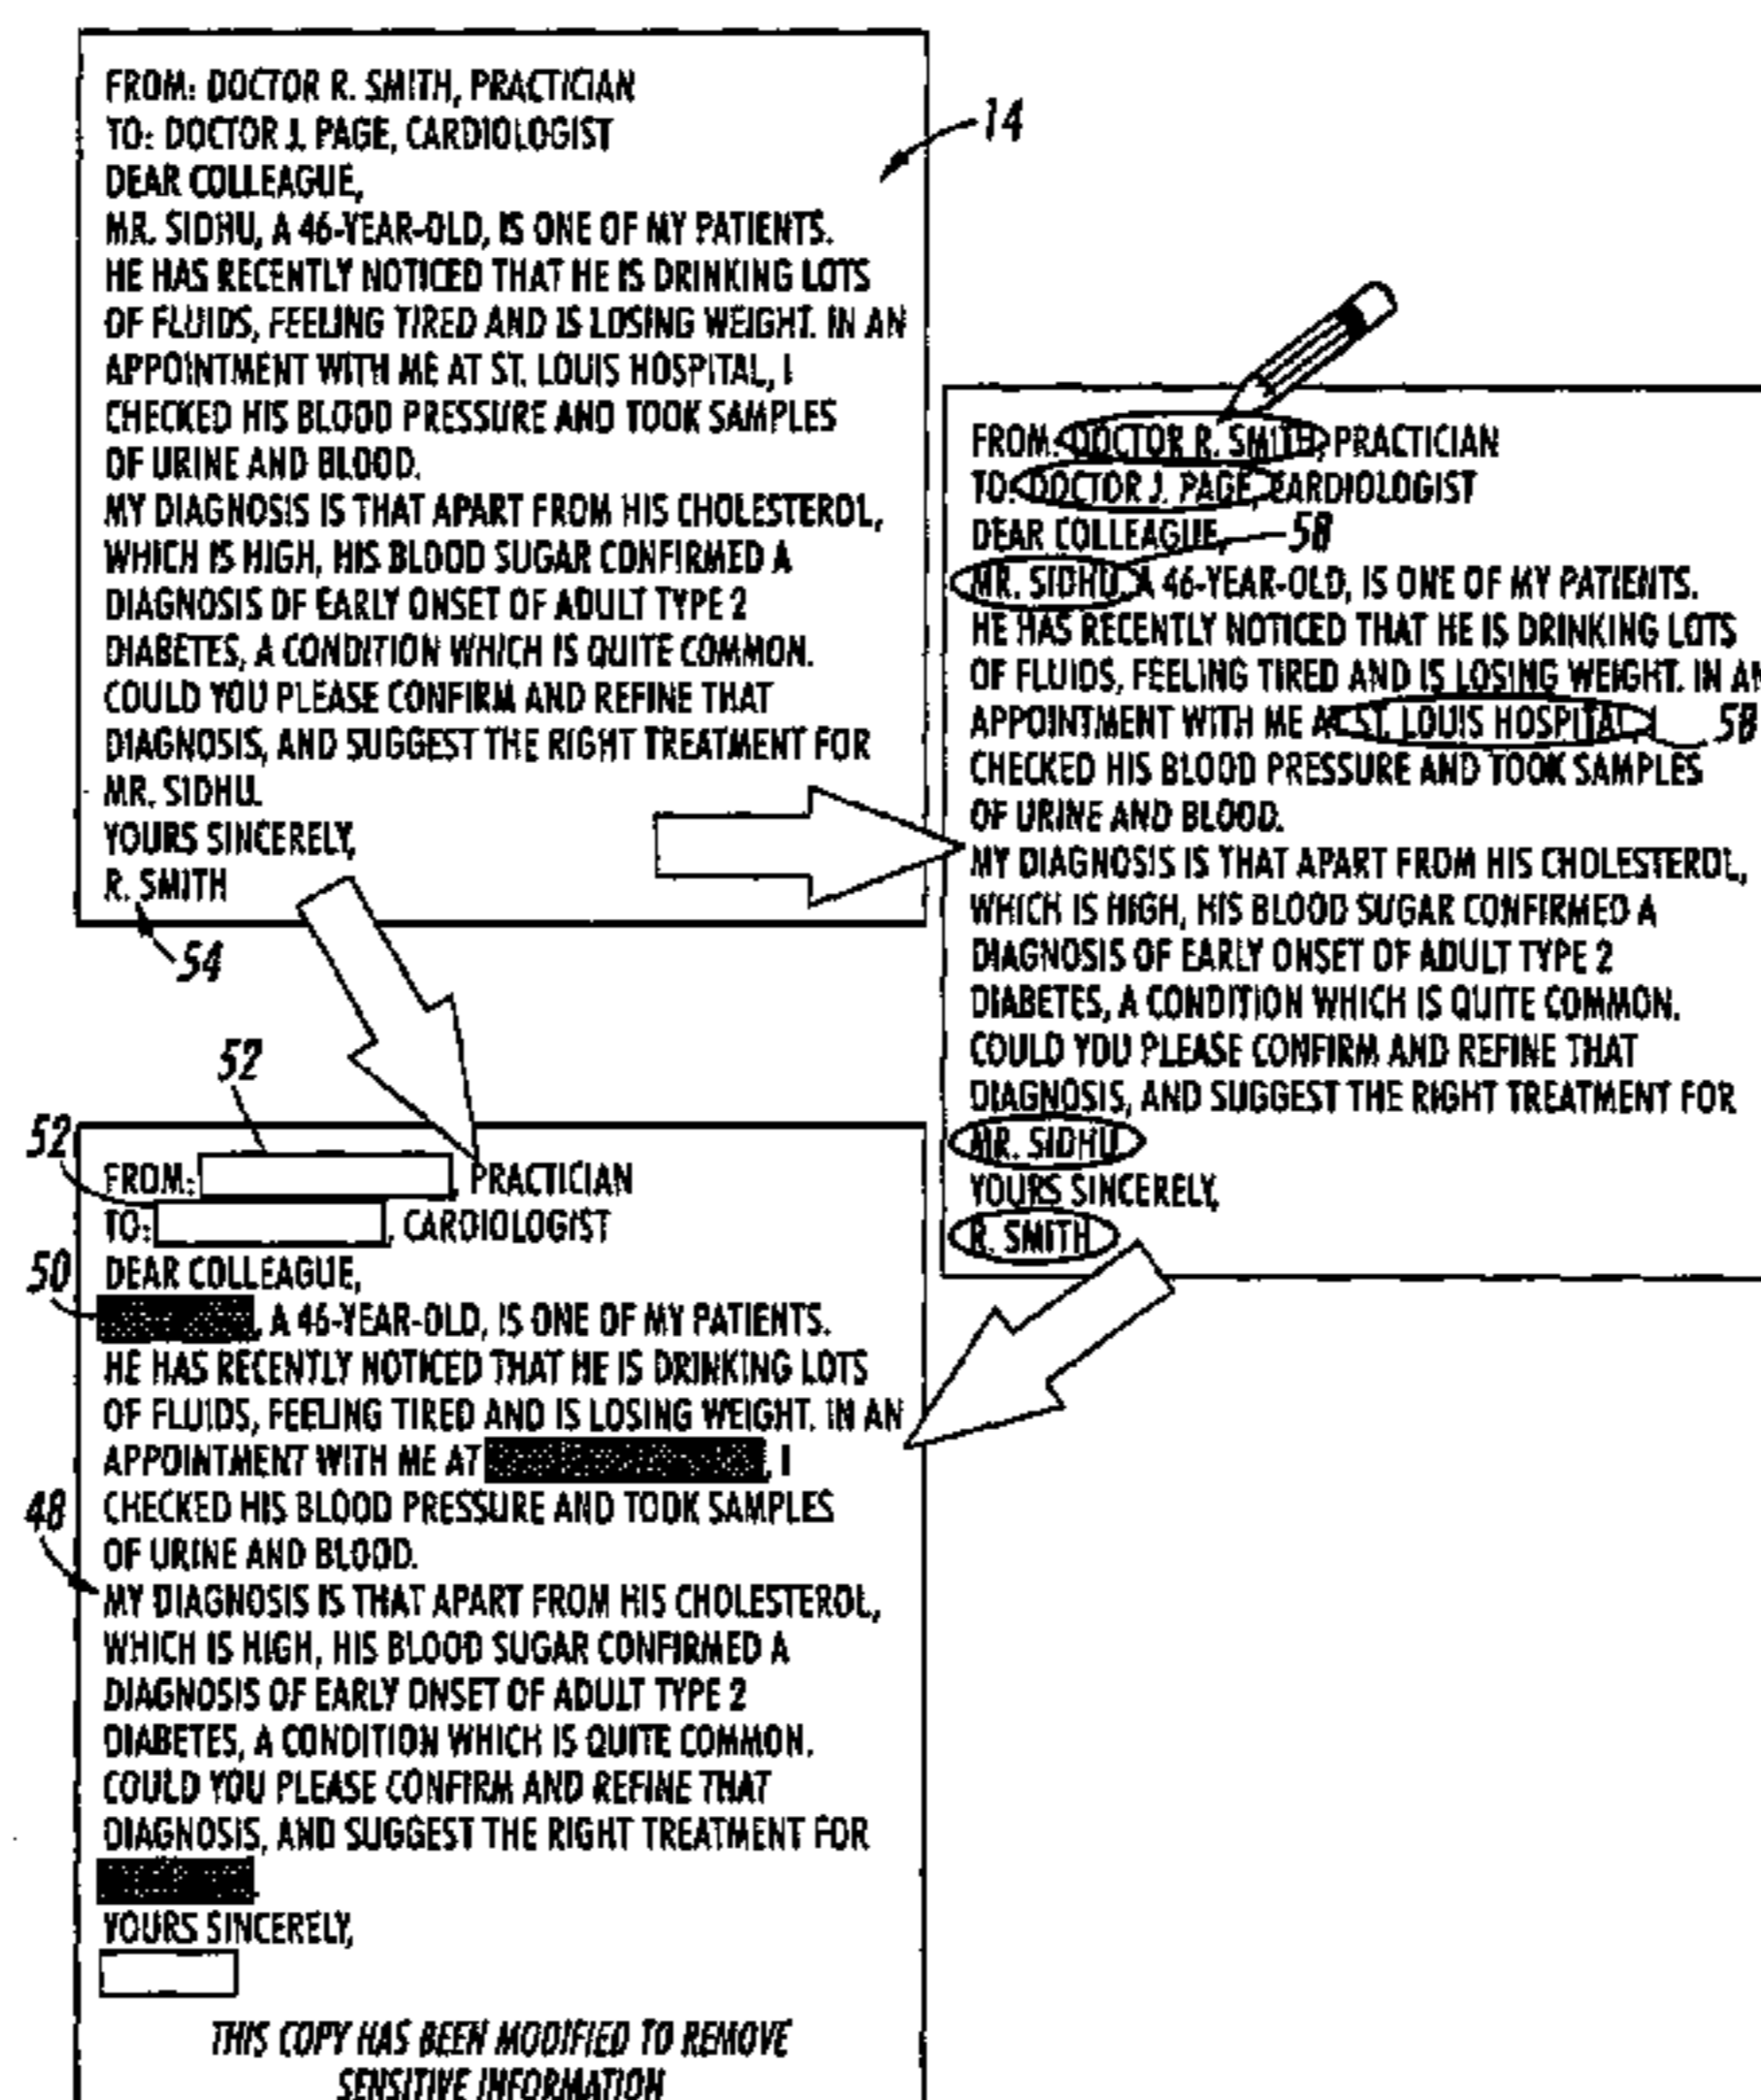 FROM: DOCTOR R. SMITH, PRACTICIAN
TO: DOCTOR J. PAGE, CARDIOLOGIST
DEAR COLLEAGUE,
MR. SIDHU, A 46-YEAR-OLD, IS ONE OF MY PATIENTS.
HE HAS RECENTLY NOTICED THAT HE IS DRINKING LOTS
OF FLUIDS, FEELING TIRED AND IS LOSING WEIGHT. IN AN
APPOINTMENT WITH ME AT ST. LOUIS HOSPITAL, I
CHECKED HIS BLOOD PRESSURE AND TOOK SAMPLES
OF URINE AND BLOOD.
MY DIAGNOSIS IS THAT APART FROM HIS CHOLESTEROL,
WHICH IS HIGH, HIS BLOOD SUGAR CONFIRMED A
DIAGNOSIS OF EARLY ONSET OF ADULT TYPE 2
DIABETES, A CONDITION WHICH IS QUITE COMMON.
COULD YOU PLEASE CONFIRM AND REFINE THAT
DIAGNOSIS, AND SUGGEST THE RIGHT TREATMENT FOR
MR. SIDHU.
YOURS SINCERELY,
R. SMITH
14
54
FROM: DOCTOR R. SMITH, PRACTICIAN
TO: DOCTOR J. PAGE, CARDIOLOGIST
DEAR COLLEAGUE,
58
MR. SIDHU, A 46-YEAR-OLD, IS ONE OF MY PATIENTS.
HE HAS RECENTLY NOTICED THAT HE IS DRINKING LOTS
OF FLUIDS, FEELING TIRED AND IS LOSING WEIGHT. IN AN
APPOINTMENT WITH ME AT ST. LOUIS HOSPITAL, I
58
CHECKED HIS BLOOD PRESSURE AND TOOK SAMPLES
OF URINE AND BLOOD.
MY DIAGNOSIS IS THAT APART FROM HIS CHOLESTEROL,
WHICH IS HIGH, HIS BLOOD SUGAR CONFIRMED A
DIAGNOSIS OF EARLY ONSET OF ADULT TYPE 2
DIABETES, A CONDITION WHICH IS QUITE COMMON.
COULD YOU PLEASE CONFIRM AND REFINE THAT
DIAGNOSIS, AND SUGGEST THE RIGHT TREATMENT FOR
MR. SIDHU.
YOURS SINCERELY,
R. SMITH
52
52
FROM: , PRACTICIAN
TO: , CARDIOLOGIST
50
DEAR COLLEAGUE,
, A 46-YEAR-OLD, IS ONE OF MY PATIENTS.
HE HAS RECENTLY NOTICED THAT HE IS DRINKING LOTS
OF FLUIDS, FEELING TIRED AND IS LOSING WEIGHT. IN AN
APPOINTMENT WITH ME AT , I
48
CHECKED HIS BLOOD PRESSURE AND TOOK SAMPLES
OF URINE AND BLOOD.
MY DIAGNOSIS IS THAT APART FROM HIS CHOLESTEROL,
WHICH IS HIGH, HIS BLOOD SUGAR CONFIRMED A
DIAGNOSIS OF EARLY ONSET OF ADULT TYPE 2
DIABETES, A CONDITION WHICH IS QUITE COMMON.
COULD YOU PLEASE CONFIRM AND REFINE THAT
DIAGNOSIS, AND SUGGEST THE RIGHT TREATMENT FOR
.
YOURS SINCERELY,
THIS COPY HAS BEEN MODIFIED TO REMOVE
SENSITIVE INFORMATION